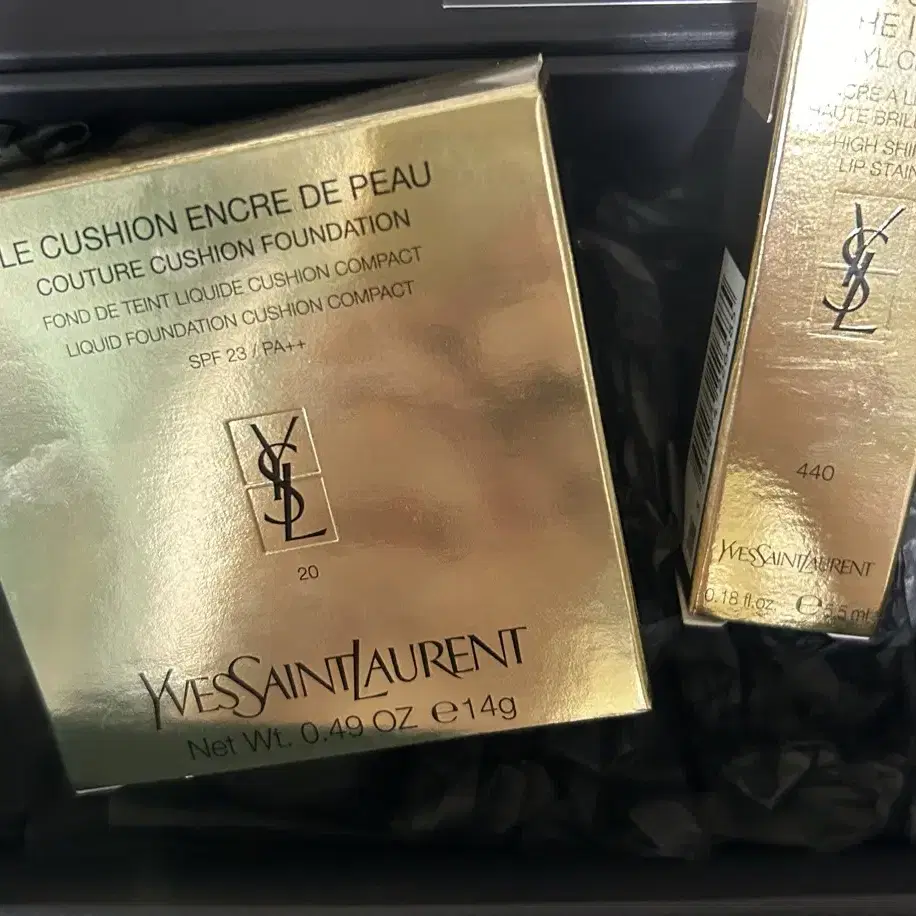 LE CUSHION ENCRE DE PEAU
COUTURE CUSHION FOUNDATION
FOND DE TEINT LIQUIDE CUSHION COMPACT
LIQUID FOUNDATION CUSHION COMPACT
SPF 23 / PA++
YSL
20
YVESSAINTLAURENT
Net Wt. 0.49 OZ e14g
HAUTE
HIGH
LIP STAIN
YSL
440
YVESSAINTLAURENT
0.18 fl.oz. e 5.5 ml